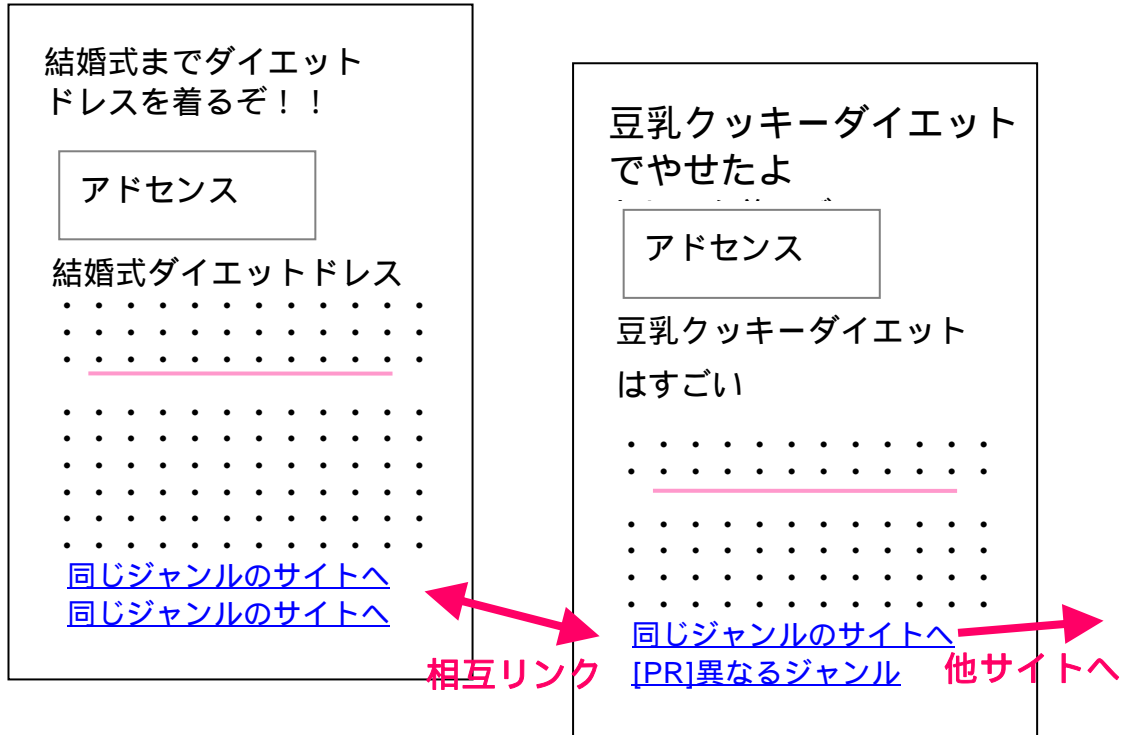 結婚式までダイエット
ドレスを着るぞ！！
アドセンス
結婚式ダイエットドレス
・・・・・・・・・・・・
・・・・・・・・・・・・
・・・・・・・・・・・・
・・・・・・・・・・・・
・・・・・・・・・・・・
・・・・・・・・・・・・
・・・・・・・・・・・・
・・・・・・・・・・・・
・・・・・・・・・・・・
同じジャンルのサイトへ
同じジャンルのサイトへ
相互リンク
豆乳クッキーダイエット
でやせたよ
アドセンス
豆乳クッキーダイエット
はすごい
・・・・・・・・・・・・
・・・・・・・・・・・・
・・・・・・・・・・・・
・・・・・・・・・・・・
・・・・・・・・・・・・
・・・・・・・・・・・・
同じジャンルのサイトへ
[PR]異なるジャンル
他サイトへ